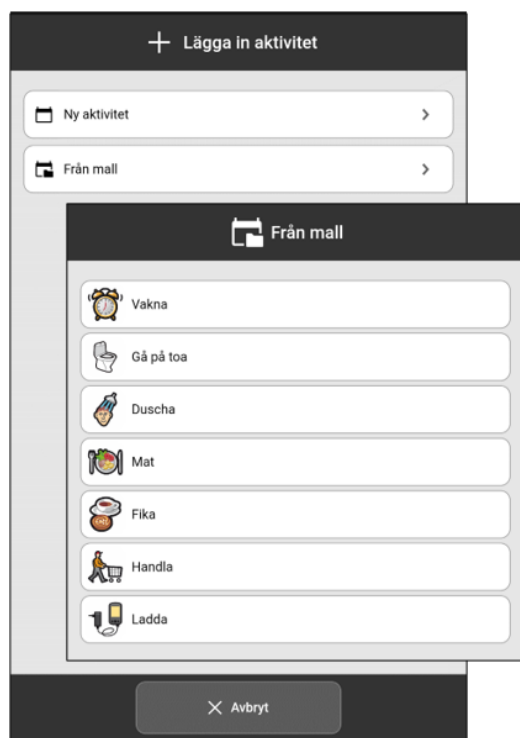 Lägga in aktivitet
Ny aktivitet
Från mall
Från mall
Vakna
Gå på toa
Duscha
Mat
Fika
Handla
Ladda
Avbryt